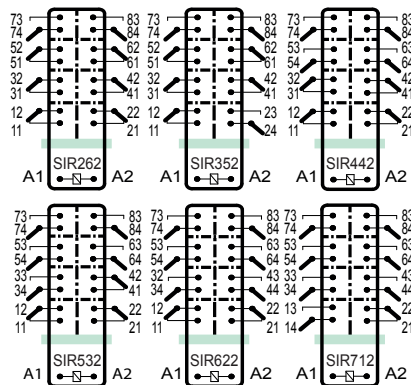 73 83 73 83 73 83
74 84 74 84 74 84
52 62 52 62 53 63
51 61 51 61 54 64
32 42 32 42 32 42
31 41 31 41 31 41
12 22 12 23 12 22
11 21 11 24 11 21
SIR262 SIR352 SIR442
A1 A2 A1 A2 A1 A2
73 83 73 83 73 83
74 84 74 84 74 84
53 63 53 63 53 63
54 64 54 64 54 64
33 42 33 43 33 43
34 41 34 44 34 44
12 22 12 22 13 22
11 21 11 21 14 21
SIR532 SIR622 SIR712
A1 A2 A1 A2 A1 A2